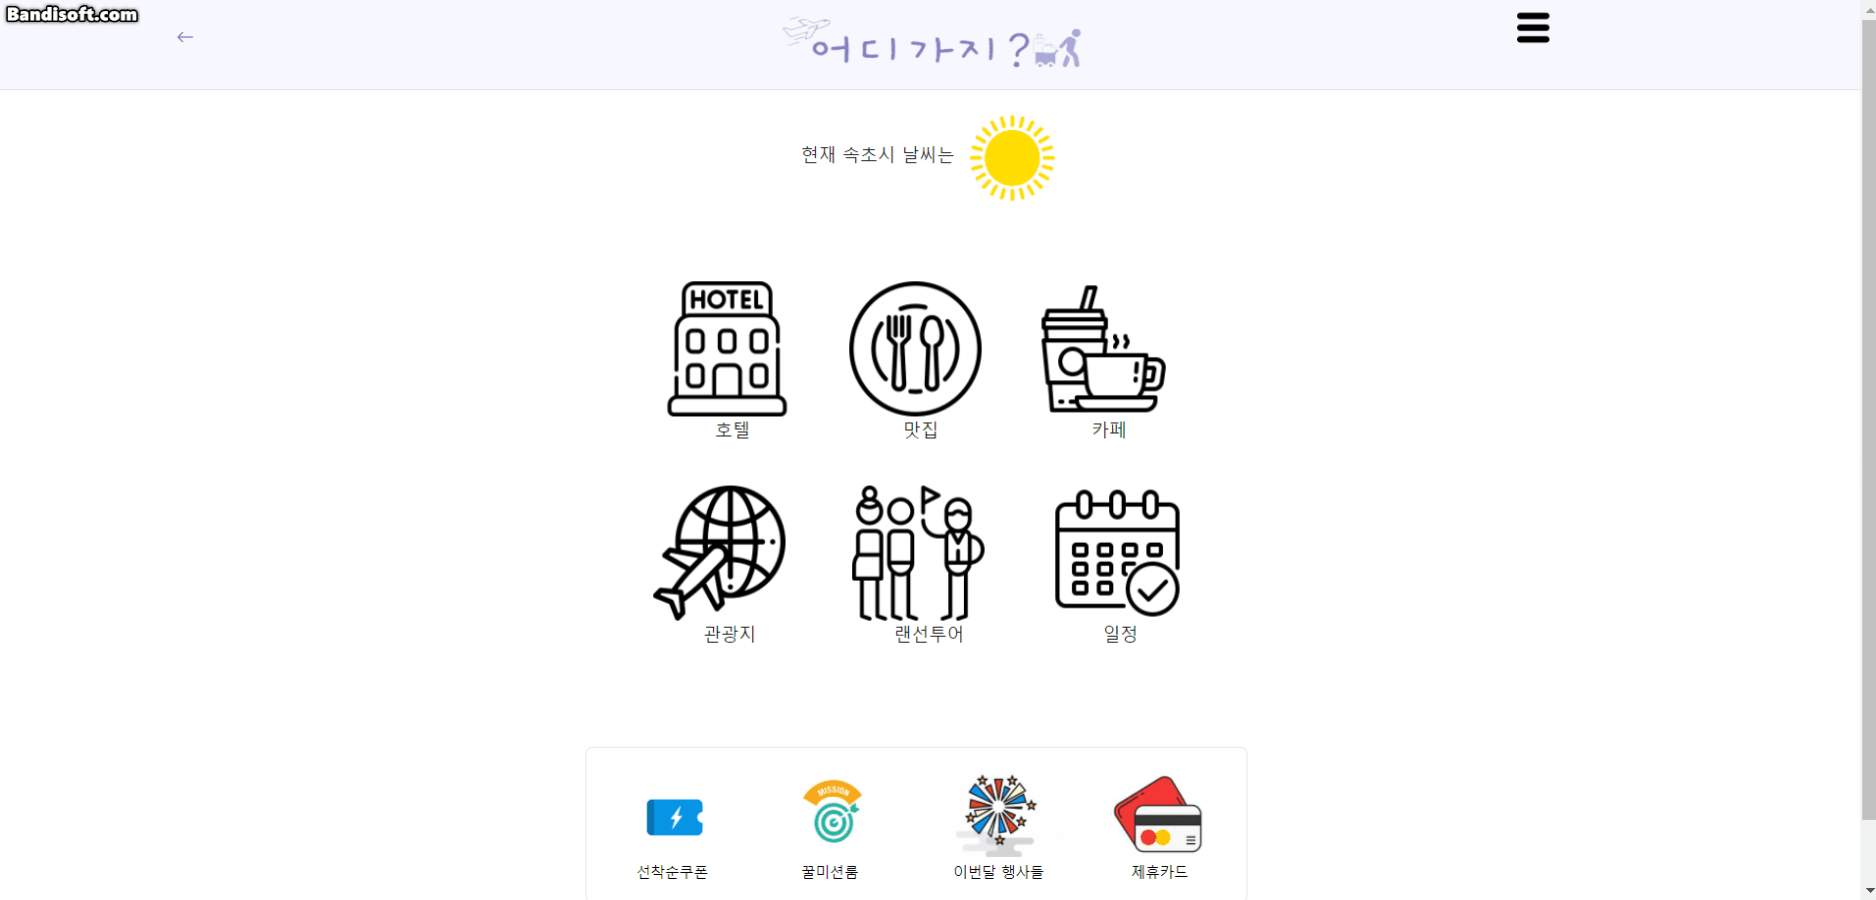 Bandisoft.com
어디가지?
현재 속초시 날씨는
HOTEL
호텔
맛집
카페
관광지
랜선투어
일정
MISSION
선착순쿠폰
꿀미션룸
이번달 행사들
제휴카드